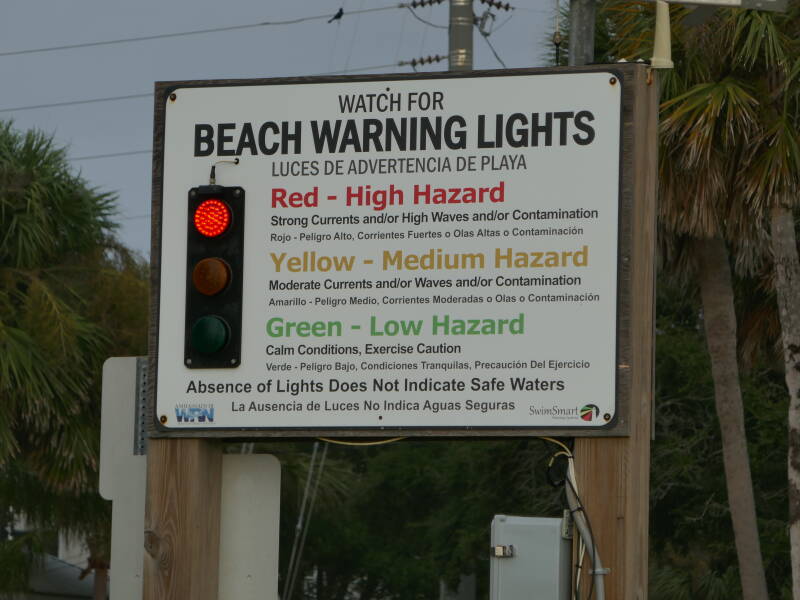 WATCH FOR
BEACH WARNING LIGHTS
LUCES DE ADVERTENCIA DE PLAYA
Red - High Hazard
Strong Currents and/or High Waves and/or Contamination
Rojo - Peligro Alto, Corrientes Fuertes o Olas Altas o Contaminación
Yellow - Medium Hazard
Moderate Currents and/or Waves and/or Contamination
Amarillo - Peligro Medio, Corrientes Moderadas o Olas o Contaminación
Green - Low Hazard
Calm Conditions, Exercise Caution
Verde - Peligro Bajo, Condiciones Tranquilas, Precaución Del Ejercicio
Absence of Lights Does Not Indicate Safe Waters
La Ausencia de Luces No Indica Aguas Seguras
SwimSmart